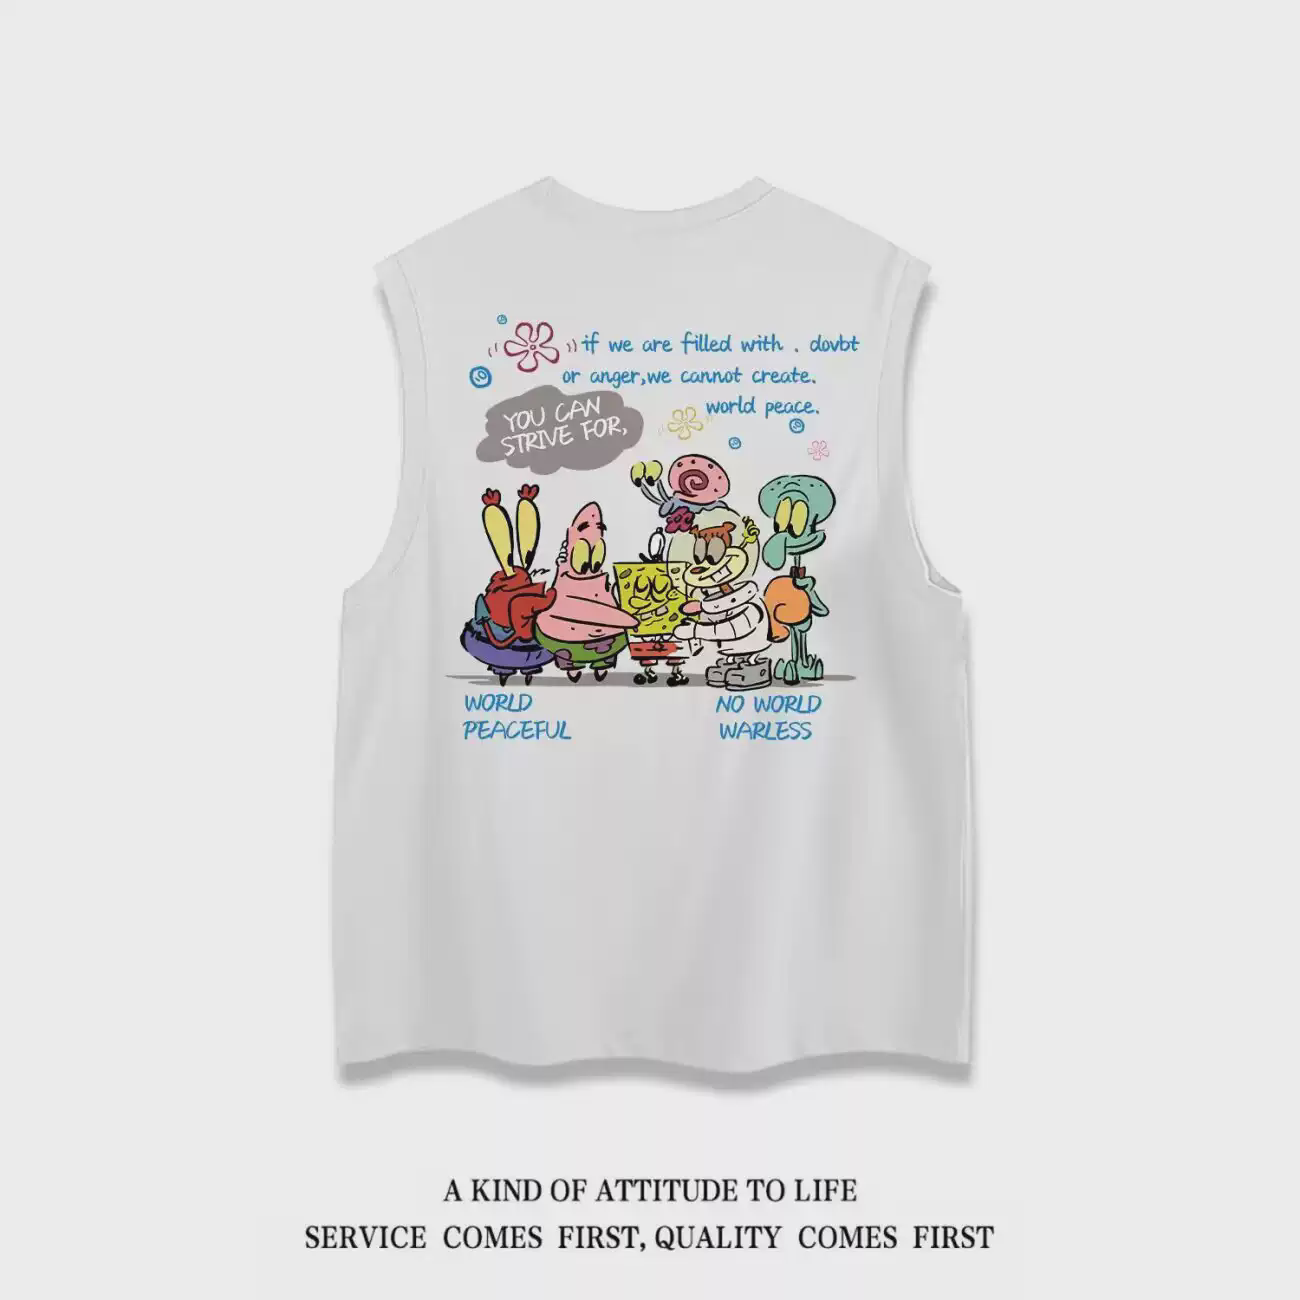 if we are filled with . dovbt
or anger,we cannot create.
world peace.
YOU CAN
STRIVE FOR,
WORLD
PEACEFUL
NO WORLD
WARLESS
A KIND OF ATTITUDE TO LIFE
SERVICE COMES FIRST, QUALITY COMES FIRST